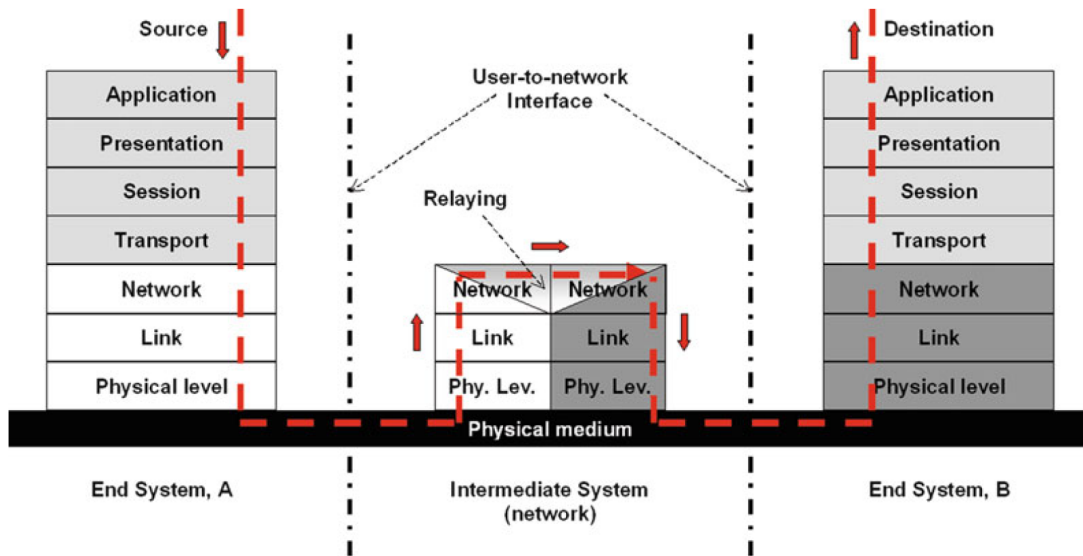 Source
Destination
User-to-network
Interface
Application
Presentation
Session
Transport
Network
Link
Physical level
Relaying
Network
Network
Link
Link
Phy. Lev.
Phy. Lev.
Application
Presentation
Session
Transport
Network
Link
Physical level
Physical medium
End System, A
Intermediate System
(network)
End System, B